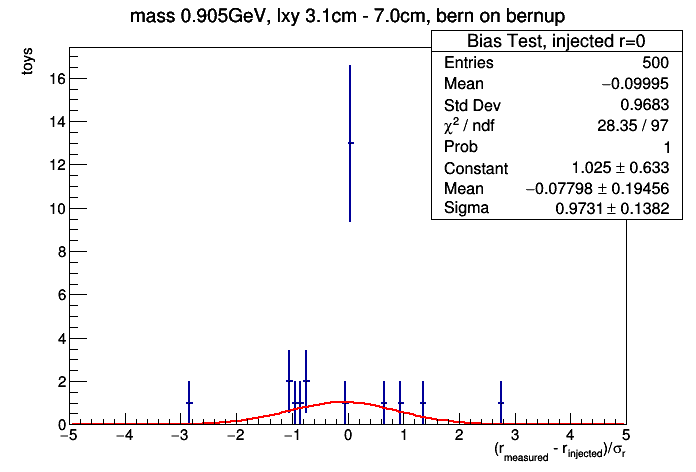 mass 0.905GeV, lxy 3.1cm - 7.0cm, bern on bernup
toys
Bias Test, injected r=0
Entries 500
Mean −0.09995
Std Dev 0.9683
χ² / ndf 28.35 / 97
Prob 1
Constant 1.025 ± 0.633
Mean −0.07798 ± 0.19456
Sigma 0.9731 ± 0.1382
16
14
12
10
8
6
4
2
0
−5 −4 −3 −2 −1 0 1 2 3 4 5
(r_measured - r_injected)/σ_r